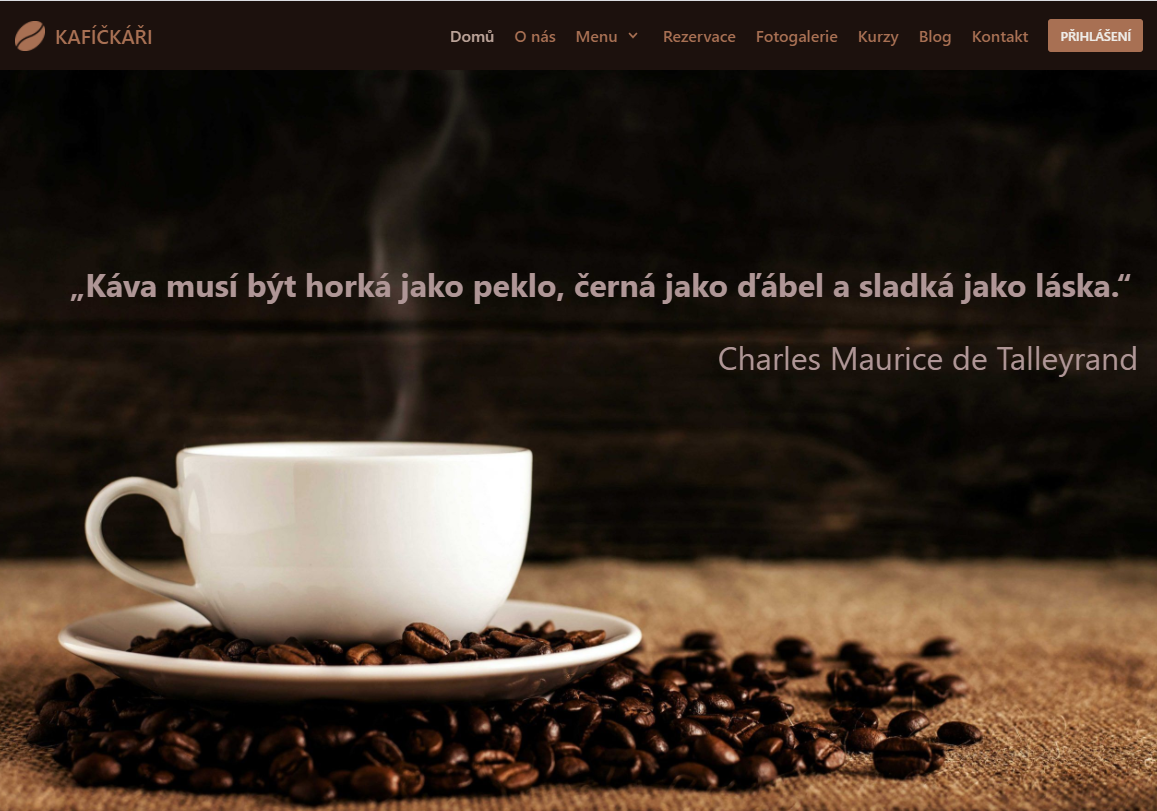 KAFÍČKÁŘI
Domů O nás Menu Rezervace Fotogalerie Kurzy Blog Kontakt PŘIHLÁŠENÍ
„Káva musí být horká jako peklo, černá jako ďábel a sladká jako láska.“
Charles Maurice de Talleyrand